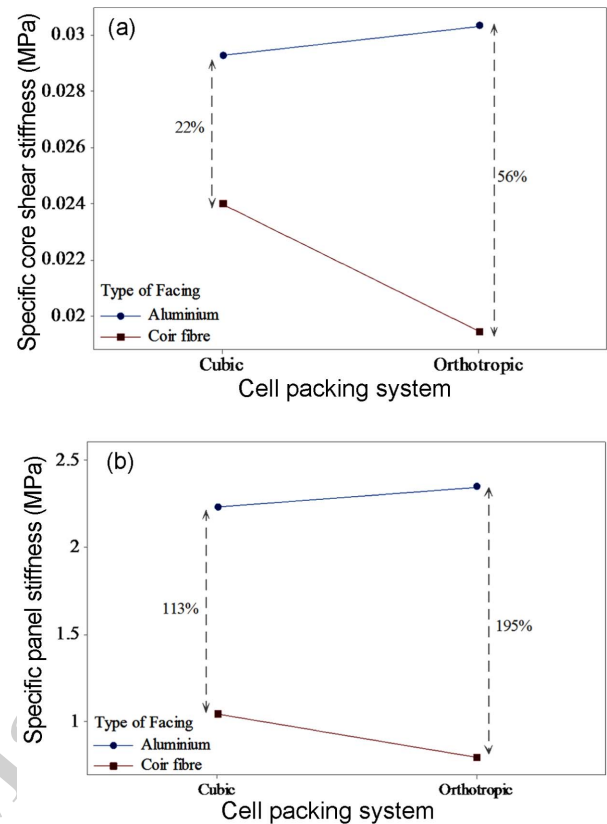 (a)
Specific core shear stiffness (MPa)
0.03
0.028
0.026
0.024
0.022
0.02
22%
56%
Type of Facing
Aluminium
Coir fibre
Cubic
Orthotropic
Cell packing system
(b)
Specific panel stiffness (MPa)
2.5
2
1.5
1
113%
195%
Type of Facing
Aluminium
Coir fibre
Cubic
Orthotropic
Cell packing system